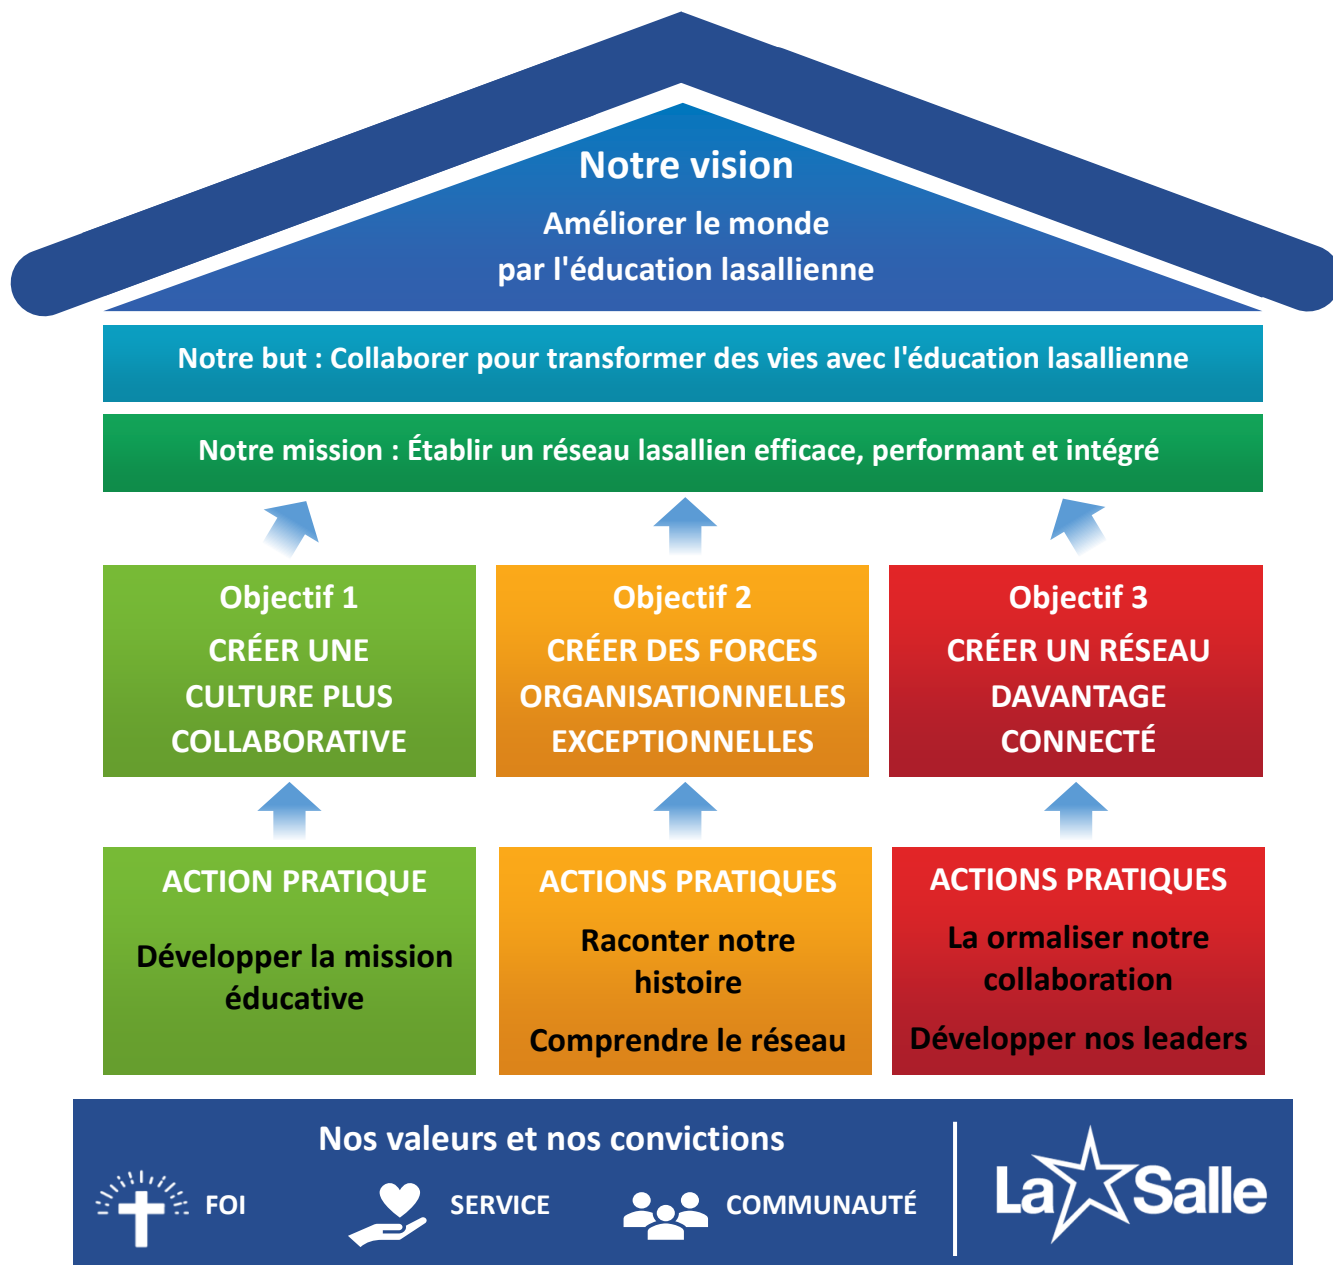 Notre vision
Améliorer le monde
par l'éducation lasallienne
Notre but : Collaborer pour transformer des vies avec l'éducation lasallienne
Notre mission : Établir un réseau lasallien efficace, performant et intégré
Objectif 1
CRÉER UNE
CULTURE PLUS
COLLABORATIVE
Objectif 2
CRÉER DES FORCES
ORGANISATIONNELLES
EXCEPTIONNELLES
Objectif 3
CRÉER UN RÉSEAU
DAVANTAGE
CONNECTÉ
ACTION PRATIQUE
Développer la mission
éducative
ACTIONS PRATIQUES
Raconter notre
histoire
Comprendre le réseau
ACTIONS PRATIQUES
La ormaliser notre
collaboration
Développer nos leaders
Nos valeurs et nos convictions
FOI
SERVICE
COMMUNAUTÉ
La Salle